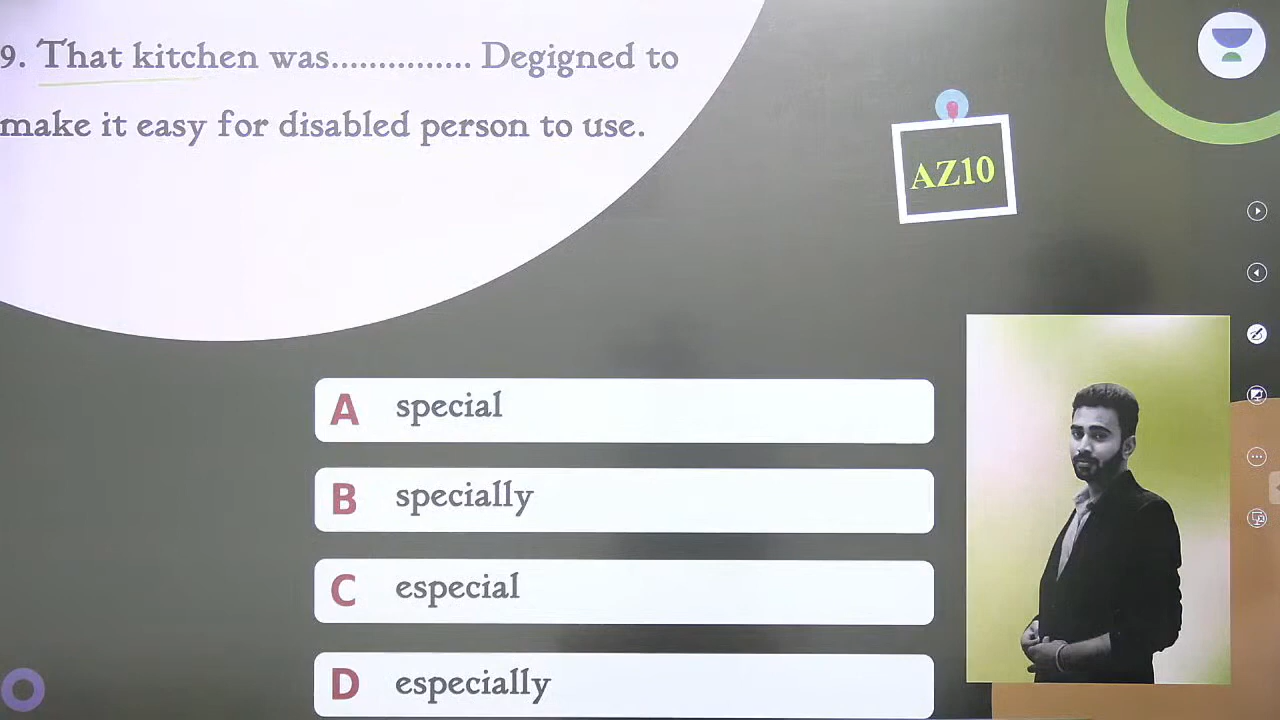 9. That kitchen was............... Degigned to
make it easy for disabled person to use.
AZ10
A special
B specially
C especial
D especially